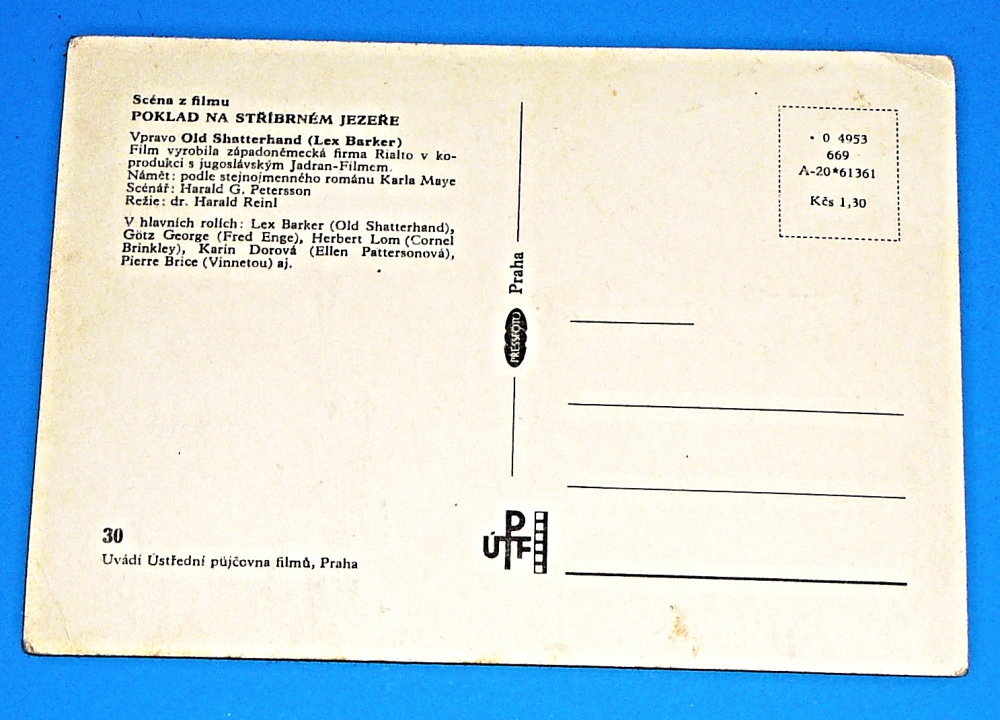 Scéna z filmu
POKLAD NA STŘÍBRNÉM JEZEŘE
Vpravo Old Shatterhand (Lex Barker)
Film vyrobila západoněmecká firma Rialto v ko-
produkci s jugoslávským Jadran-Filmem.
Námět: podle stejnojmenného románu Karla Maye
Scénář: Harald G. Petersson
Režie: dr. Harald Reinl
V hlavních rolích: Lex Barker (Old Shatterhand),
Götz George (Fred Enge), Herbert Lom (Cornel
Brinkley), Karin Dorová (Ellen Pattersonová),
Pierre Brice (Vinnetou) aj.
30
Uvádí Ústřední půjčovna filmů, Praha
PRESSFOTO Praha
ÚPTF
• 0 4953
669
A-20*61361
Kčs 1,30